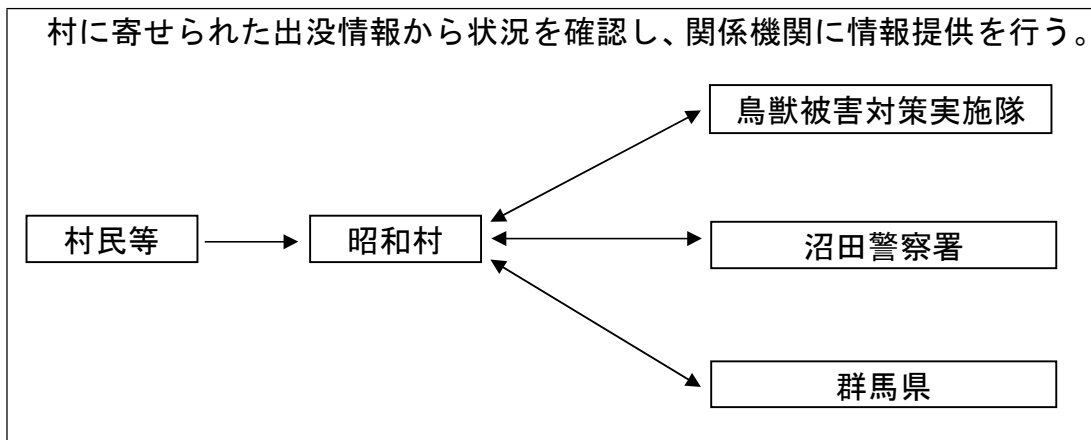 村に寄せられた出没情報から状況を確認し、関係機関に情報提供を行う。
鳥獣被害対策実施隊
村民等
昭和村
沼田警察署
群馬県